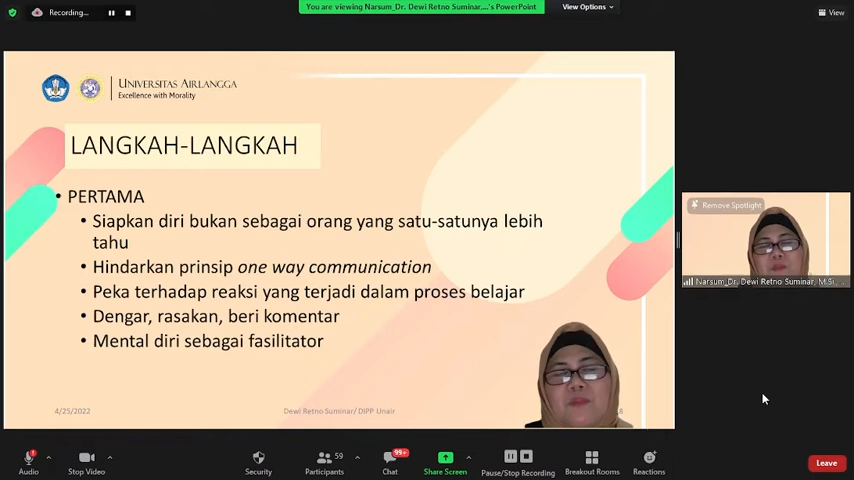 Recording...
You are viewing Narsum_Dr. Dewi Retno Suminar,...'s PowerPoint
View Options
View
UNIVERSITAS AIRLANGGA
Excellence with Morality
LANGKAH-LANGKAH
• PERTAMA
• Siapkan diri bukan sebagai orang yang satu-satunya lebih
tahu
• Hindarkan prinsip one way communication
• Peka terhadap reaksi yang terjadi dalam proses belajar
• Dengar, rasakan, beri komentar
• Mental diri sebagai fasilitator
4/25/2022
Dewi Retno Suminar/ DIPP Unair
8
Remove Spotlight
Narsum_Dr. Dewi Retno Suminar, M.Si., ...
Audio
Stop Video
Security
59
Participants
99+
Chat
Share Screen
Pause/Stop Recording
Breakout Rooms
Reactions
Leave